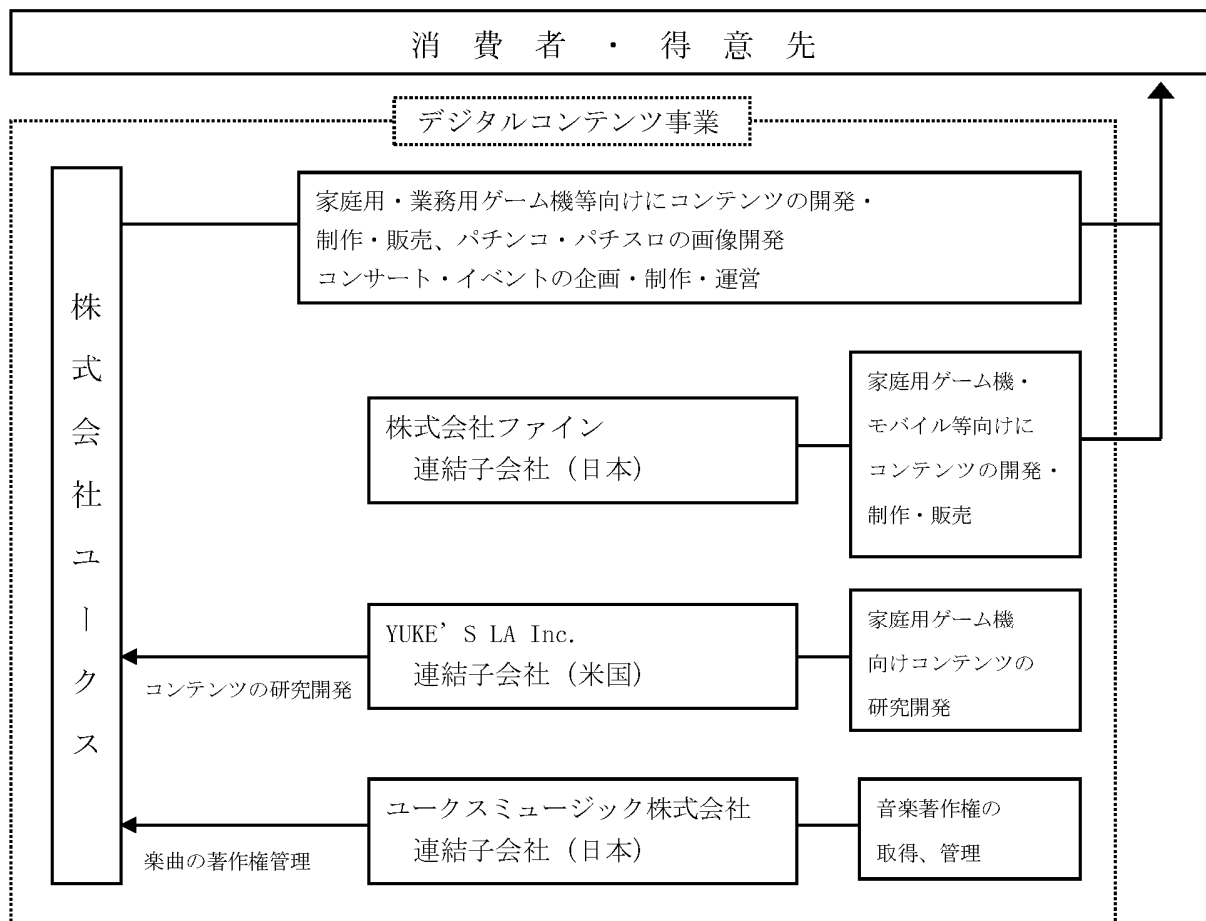 消費者・得意先
デジタルコンテンツ事業
株式会社ユークス
家庭用・業務用ゲーム機等向けにコンテンツの開発・
制作・販売、パチンコ・パチスロの画像開発
コンサート・イベントの企画・制作・運営
株式会社ファイン
連結子会社(日本)
家庭用ゲーム機・
モバイル等向けに
コンテンツの開発・
制作・販売
YUKE'S LA Inc.
連結子会社(米国)
コンテンツの研究開発
家庭用ゲーム機
向けコンテンツの
研究開発
ユークスミュージック株式会社
連結子会社(日本)
楽曲の著作権管理
音楽著作権の
取得、管理